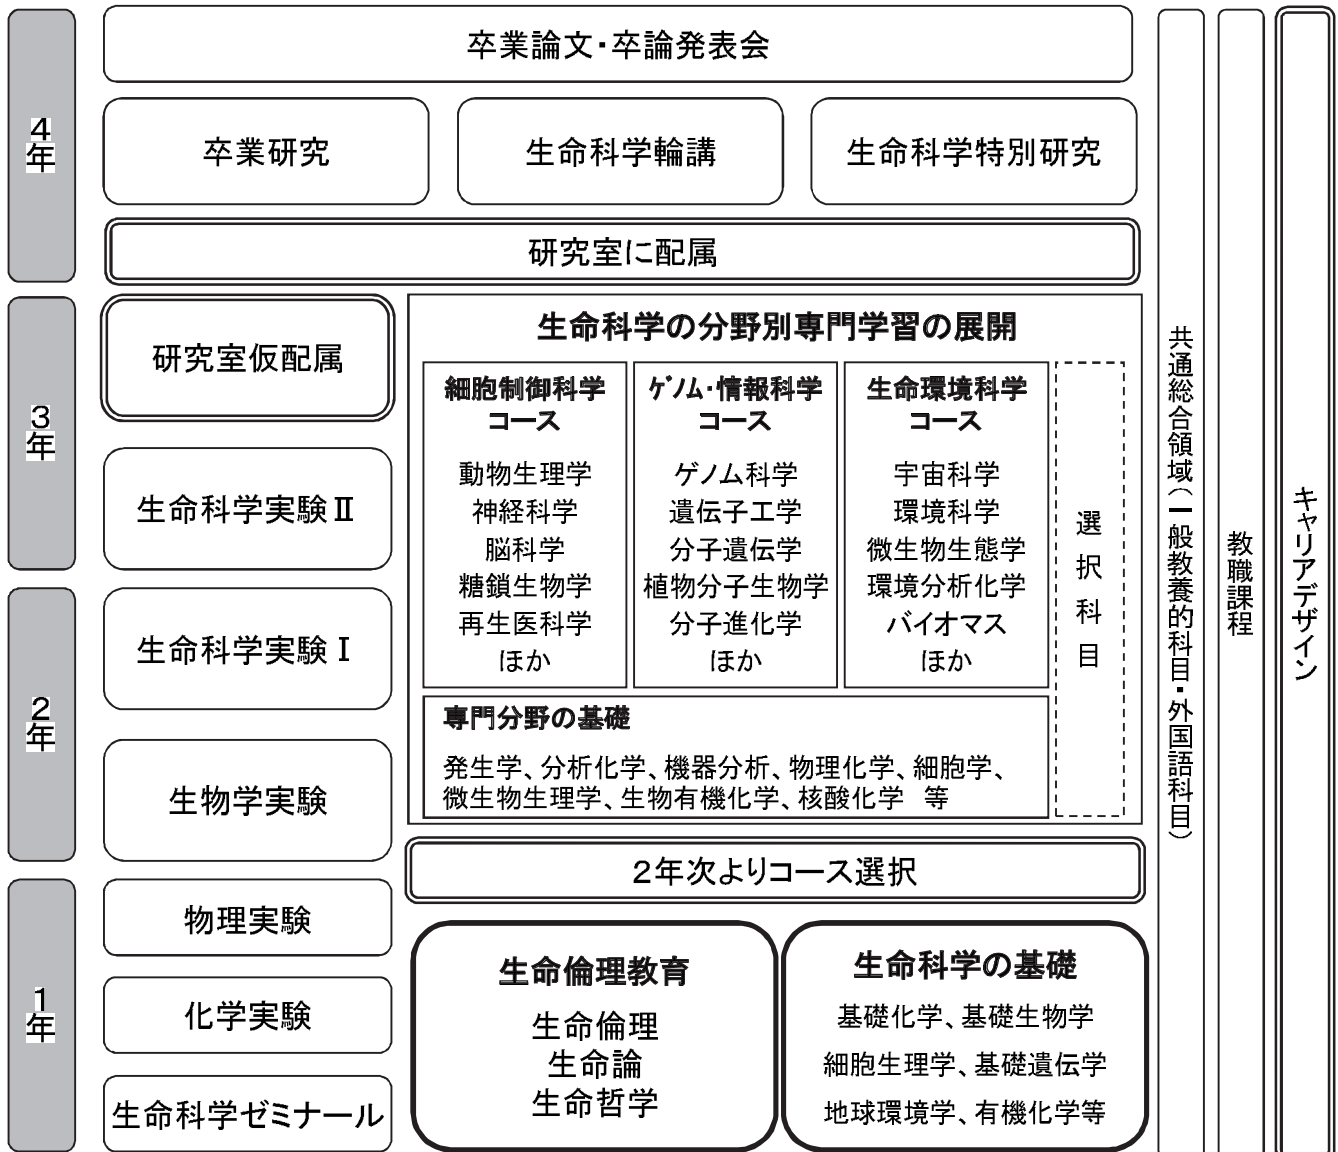 4年
卒業論文・卒論発表会
卒業研究
生命科学輪講
生命科学特別研究
研究室に配属
3年
研究室仮配属
生命科学実験Ⅱ
2年
生命科学実験Ⅰ
生物学実験
生命科学の分野別専門学習の展開
細胞制御科学
コース
動物生理学
神経科学
脳科学
糖鎖生物学
再生医科学
ほか
ゲノム・情報科学
コース
ゲノム科学
遺伝子工学
分子遺伝学
植物分子生物学
分子進化学
ほか
生命環境科学
コース
宇宙科学
環境科学
微生物生態学
環境分析化学
バイオマス
ほか
選択科目
専門分野の基礎
発生学、分析化学、機器分析、物理化学、細胞学、
微生物生理学、生物有機化学、核酸化学 等
2年次よりコース選択
1年
物理実験
化学実験
生命科学ゼミナール
生命倫理教育
生命倫理
生命論
生命哲学
生命科学の基礎
基礎化学、基礎生物学
細胞生理学、基礎遺伝学
地球環境学、有機化学等
共通総合領域(一般教養的科目・外国語科目)
教職課程
キャリアデザイン